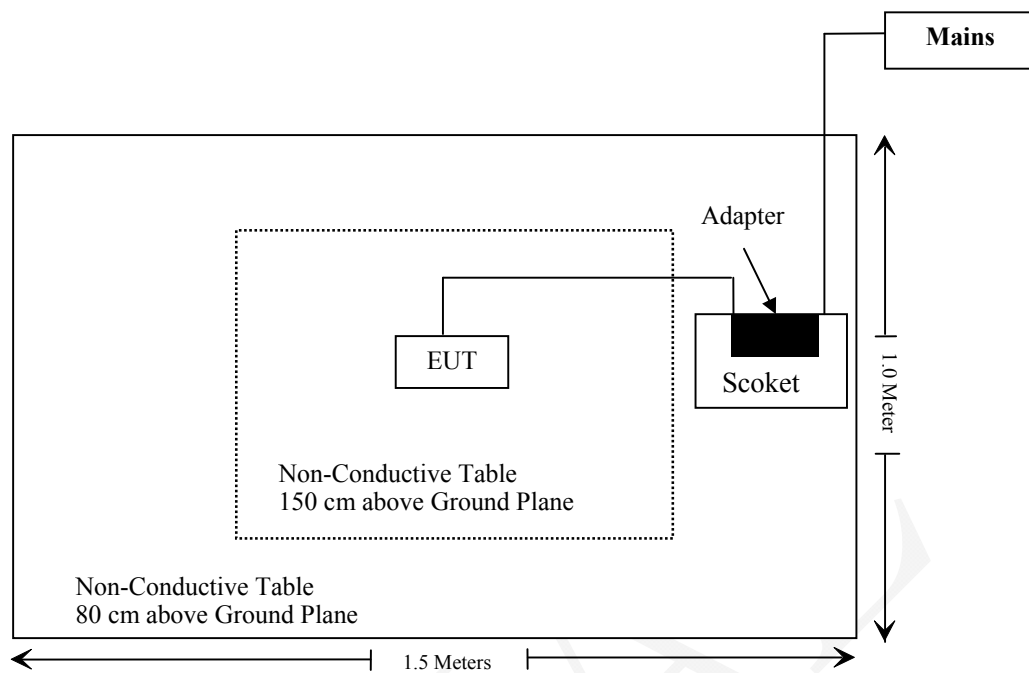 Mains
Adapter
EUT
Scoket
1.0 Meter
Non-Conductive Table
150 cm above Ground Plane
Non-Conductive Table
80 cm above Ground Plane
1.5 Meters